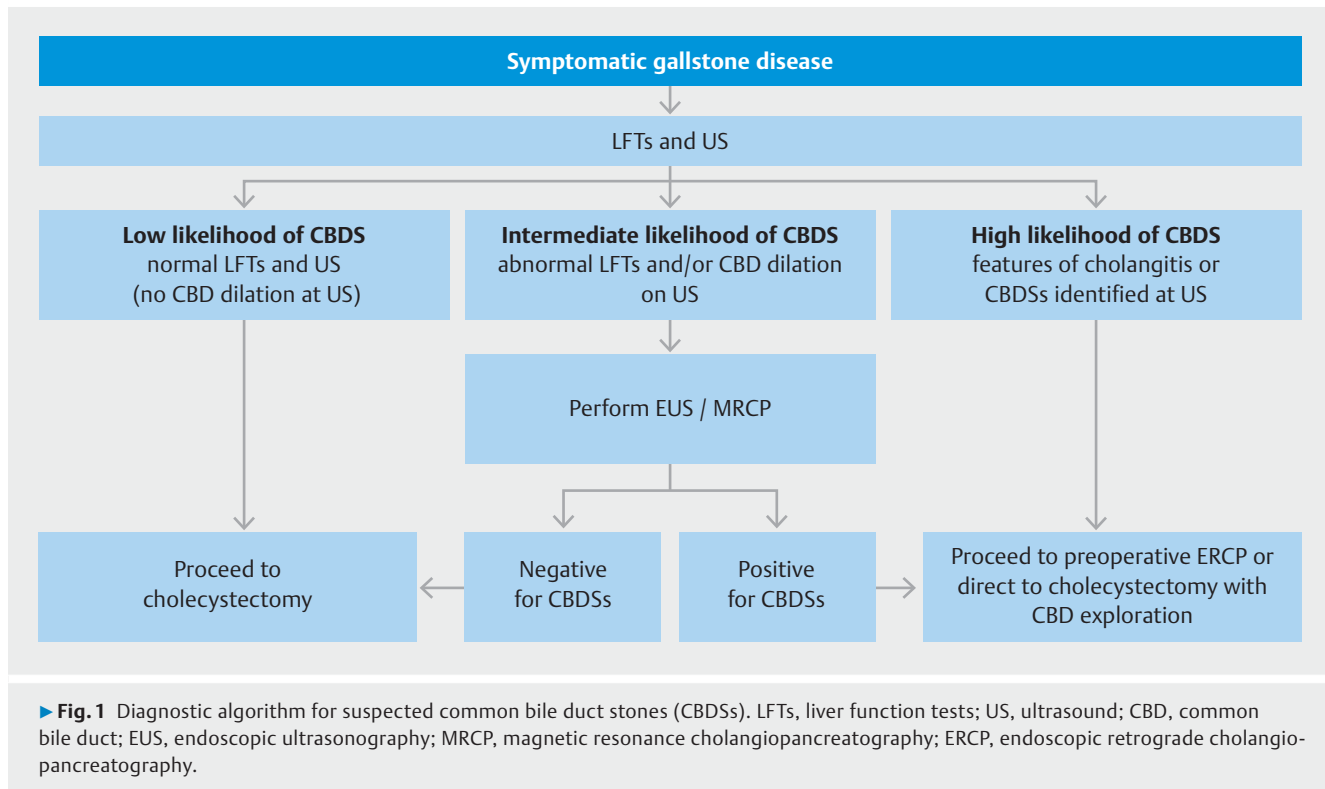 Symptomatic gallstone disease
LFTs and US
Low likelihood of CBDS
normal LFTs and US
(no CBD dilation at US)
Intermediate likelihood of CBDS
abnormal LFTs and/or CBD dilation
on US
High likelihood of CBDS
features of cholangitis or
CBDSs identified at US
Perform EUS / MRCP
Proceed to
cholecystectomy
Negative
for CBDSs
Positive
for CBDSs
Proceed to preoperative ERCP or
direct to cholecystectomy with
CBD exploration
▶ Fig. 1 Diagnostic algorithm for suspected common bile duct stones (CBDSs). LFTs, liver function tests; US, ultrasound; CBD, common
bile duct; EUS, endoscopic ultrasonography; MRCP, magnetic resonance cholangiopancreatography; ERCP, endoscopic retrograde cholangio-
pancreatography.